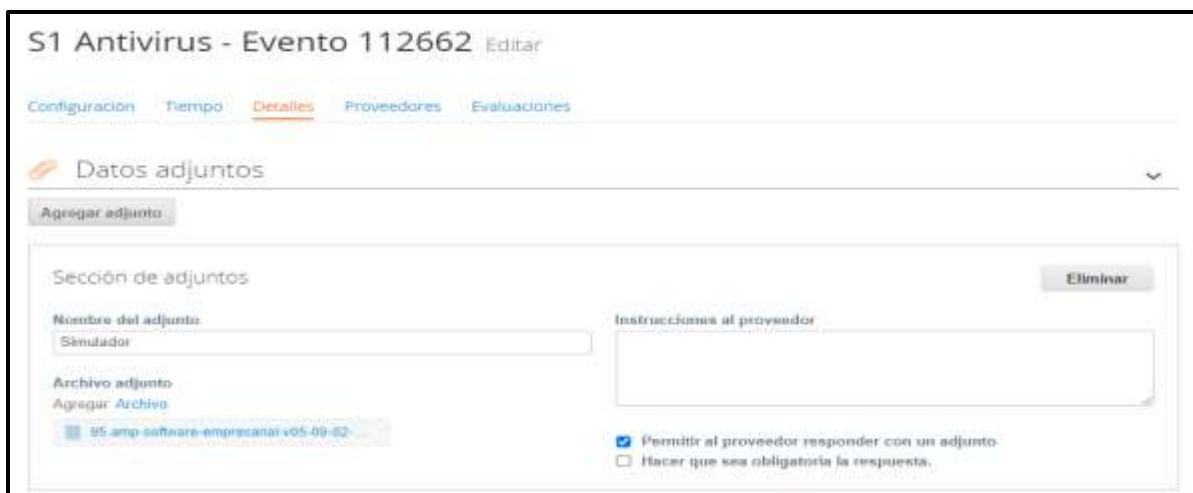 S1 Antivirus - Evento 112662 Editar
Configuración Tiempo Detalles Proveedores Evaluaciones
Datos adjuntos
Agregar adjunto
Sección de adjuntos
Eliminar
Nombre del adjunto
Simulador
Archivo adjunto
Agregar Archivo
Instrucciones al proveedor
Permitir al proveedor responder con un adjunto
Hacer que sea obligatoria la respuesta.